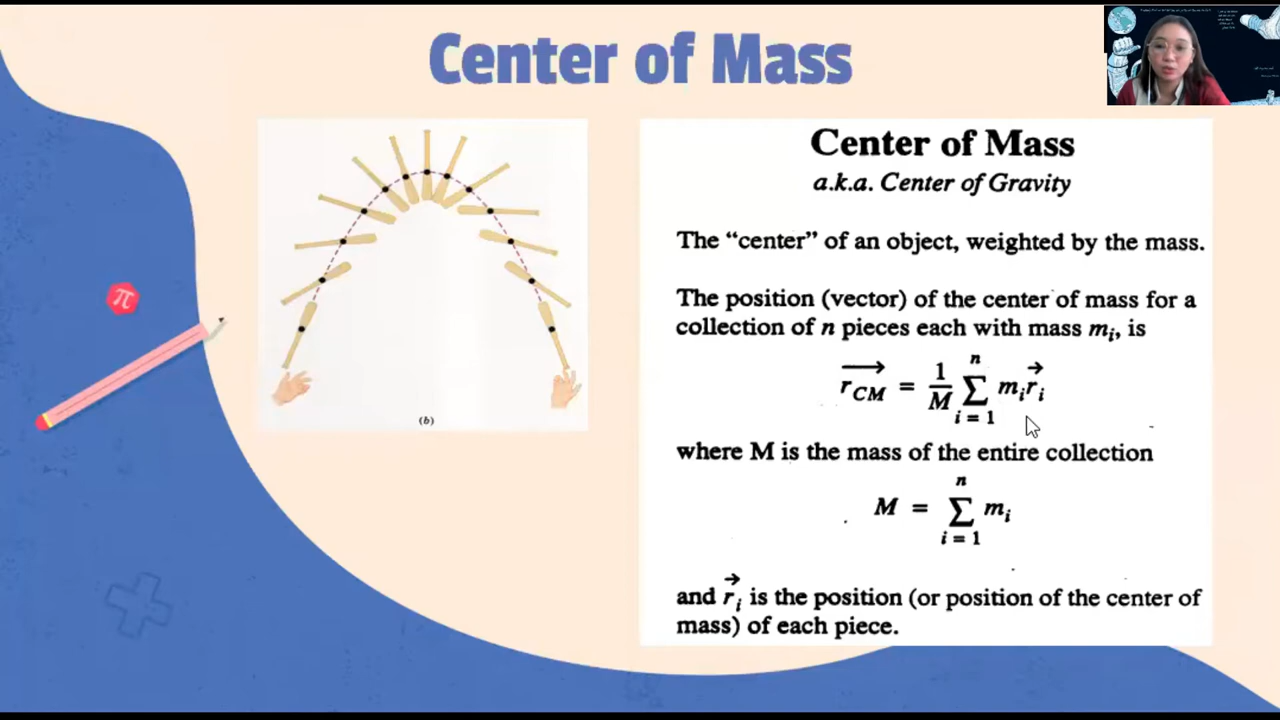 Center of Mass
(b)
Center of Mass
a.k.a. Center of Gravity
The “center” of an object, weighted by the mass.
The position (vector) of the center of mass for a
collection of n pieces each with mass mᵢ, is
r⃗CM = 1/M ∑ᵢ₌₁ⁿ mᵢr⃗ᵢ
where M is the mass of the entire collection
M = ∑ᵢ₌₁ⁿ mᵢ
and r⃗ᵢ is the position (or position of the center of
mass) of each piece.
π